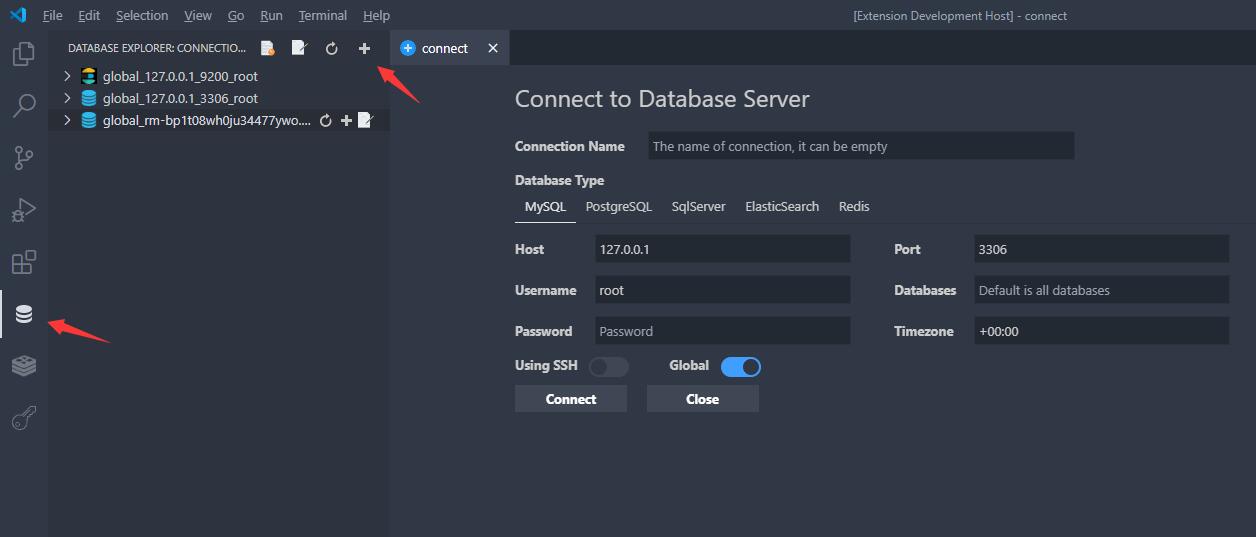 File Edit Selection View Go Run Terminal Help [Extension Development Host] - connect
DATABASE EXPLORER: CONNECTIO...
connect
global_127.0.0.1_9200_root
global_127.0.0.1_3306_root
global_rm-bp1t08wh0ju34477ywo....
Connect to Database Server
Connection Name The name of connection, it can be empty
Database Type
MySQL PostgreSQL SqlServer ElasticSearch Redis
Host 127.0.0.1 Port 3306
Username root Databases Default is all databases
Password Password Timezone +00:00
Using SSH Global
Connect Close